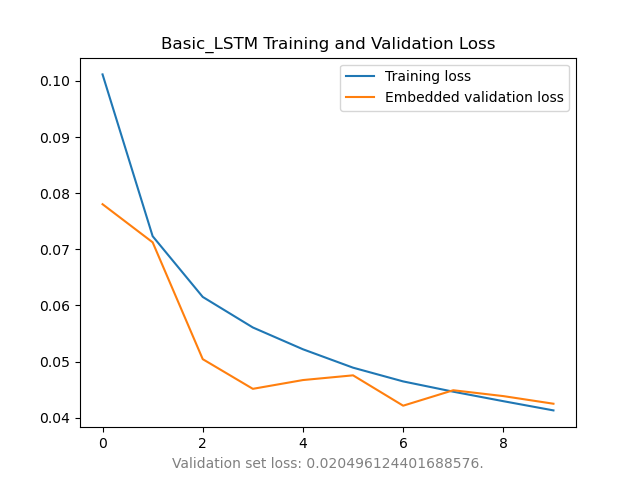 Basic_LSTM Training and Validation Loss
Training loss
Embedded validation loss
0.10
0.09
0.08
0.07
0.06
0.05
0.04
0 2 4 6 8
Validation set loss: 0.020496124401688576.